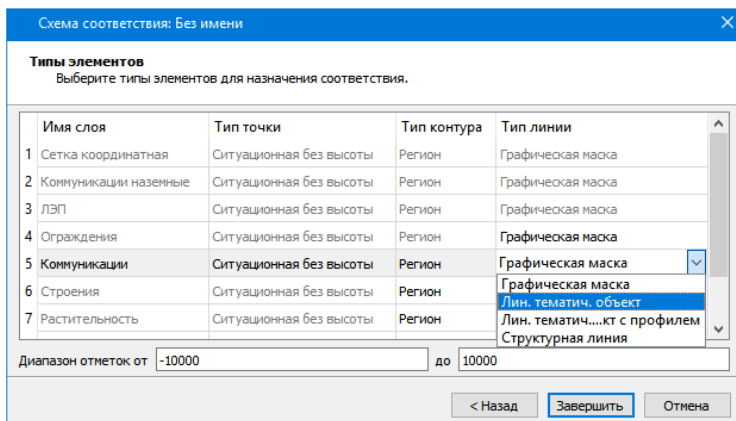 Схема соответствия: Без имени
Типы элементов
Выберите типы элементов для назначения соответствия.
Имя слоя Тип точки Тип контура Тип линии
1 Сетка координатная Ситуационная без высоты Регион Графическая маска
2 Коммуникации наземные Ситуационная без высоты Регион Графическая маска
3 ЛЭП Ситуационная без высоты Регион Графическая маска
4 Ограждения Ситуационная без высоты Регион Графическая маска
5 Коммуникации Ситуационная без высоты Регион Графическая маска
Графическая маска
6 Строения Ситуационная без высоты Регион Лин. тематич. объект
7 Растительность Ситуационная без высоты Регион Лин. тематич....кт с профилем
Структурная линия
Диапазон отметок от -10000 до 10000
< Назад Завершить Отмена